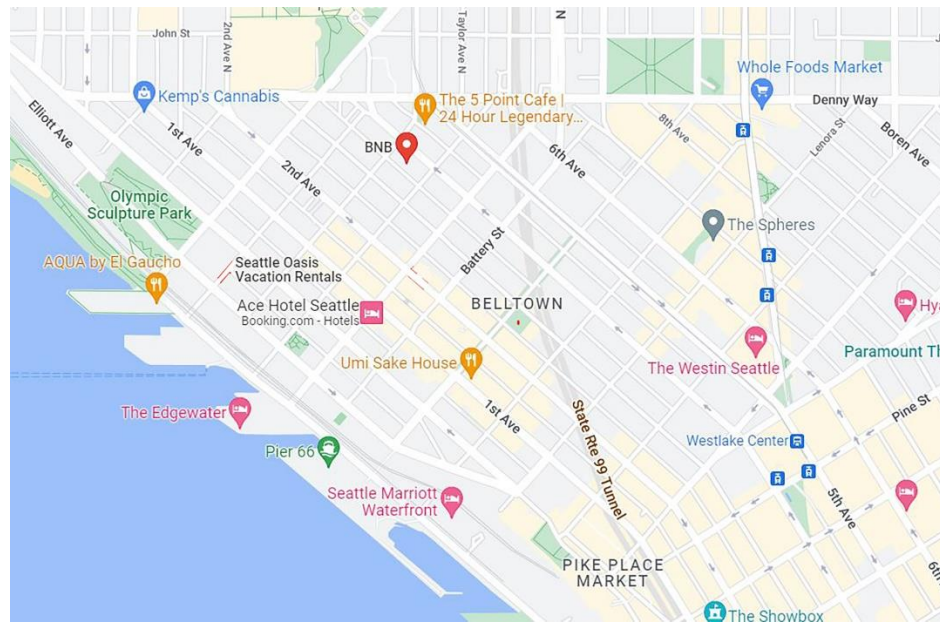 John St
2nd Ave N
Taylor Ave N
N
J
Whole Foods Market
Kemp's Cannabis
The 5 Point Cafe |
24 Hour Legendary...
Denny Way
Elliott Ave
1st Ave
BNB
8th Ave
Lenora St
Boren Ave
2nd Ave
6th Ave
Olympic
Sculpture Park
The Spheres
AQUA by El Gaucho
Seattle Oasis
Vacation Rentals
Battery St
Ace Hotel Seattle
Booking.com - Hotels
BELLTOWN
Hya
Umi Sake House
The Westin Seattle
Paramount Th
The Edgewater
1st Ave
State Rte 99 Tunnel
Pine St
Pier 66
Westlake Center
Seattle Marriott
Waterfront
5th Ave
PIKE PLACE
MARKET
6th
The Showbox